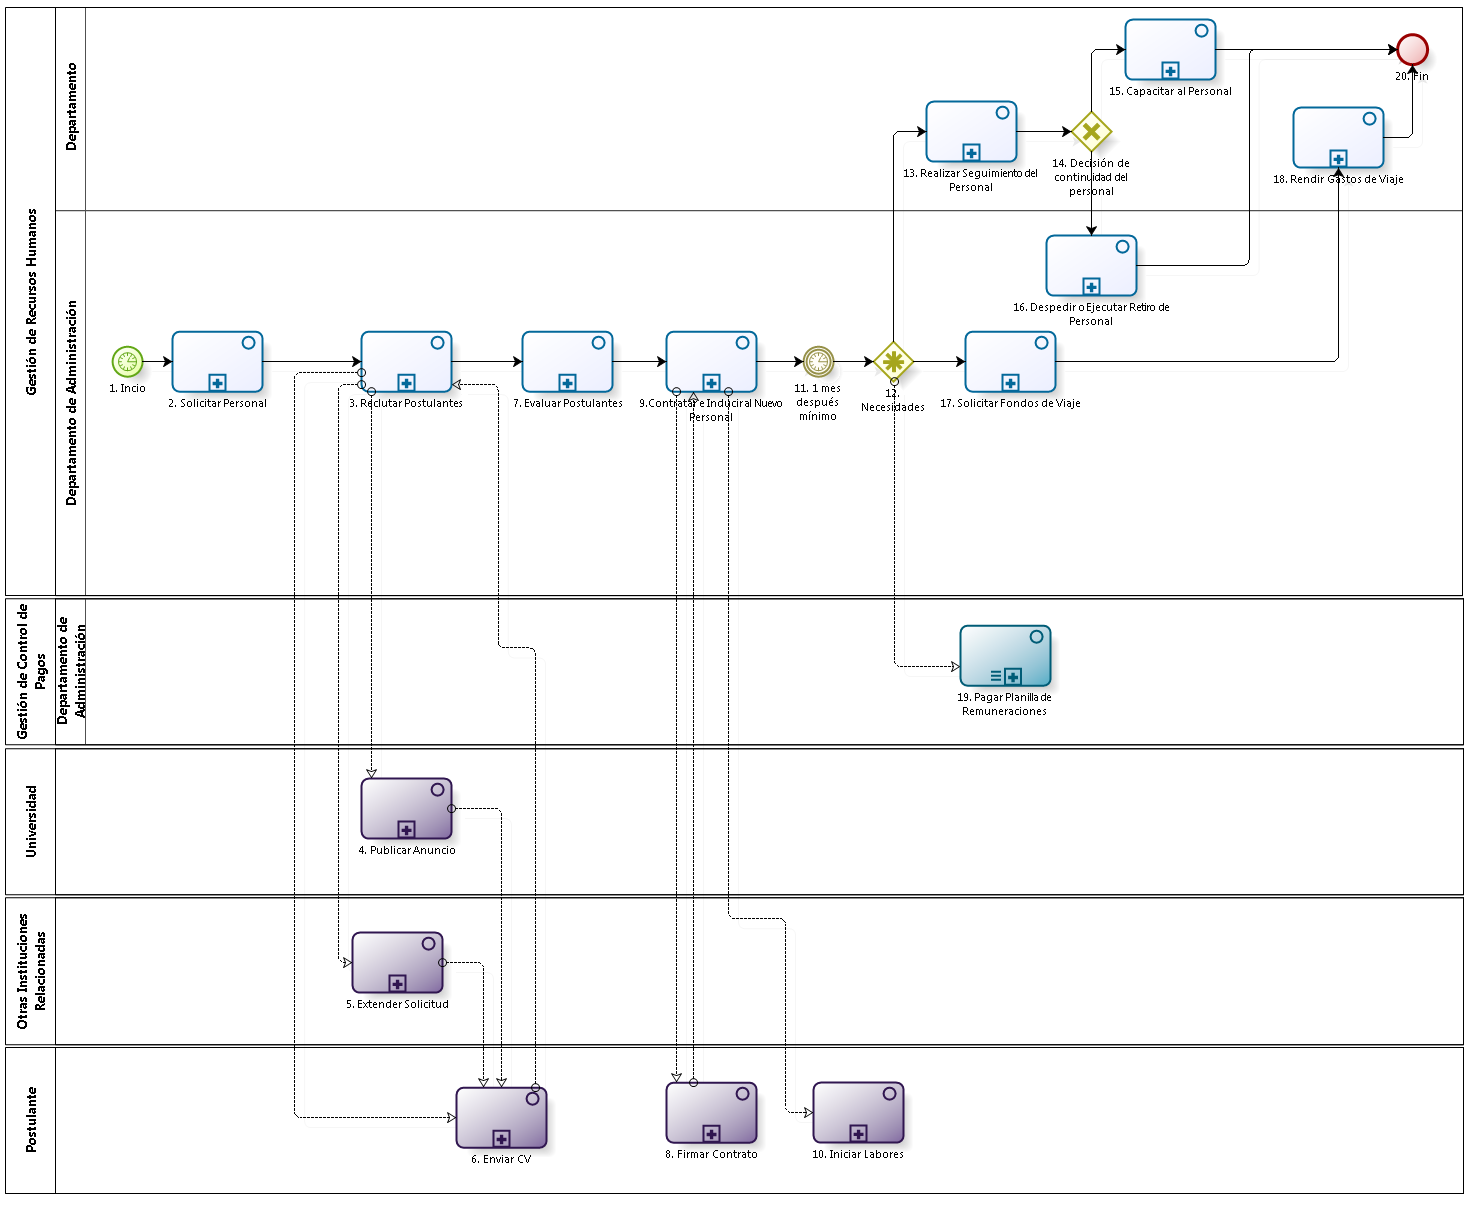 Gestión de Recursos Humanos
Departamento
15. Capacitar al Personal
20. Fin
13. Realizar Seguimiento del
Personal
14. Decisión de
continuidad del
personal
18. Rendir Gastos de Viaje
Departamento de Administración
16. Despedir o Ejecutar Retiro de
Personal
1. Incio
2. Solicitar Personal
3. Reclutar Postulantes
7. Evaluar Postulantes
9.Contratar e Inducir al Nuevo
Personal
11. 1 mes
después
mínimo
12.
Necesidades
17. Solicitar Fondos de Viaje
Gestión de Control de
Pagos
Departamento de
Administración
19. Pagar Planilla de
Remuneraciones
Universidad
4. Publicar Anuncio
Otras Instituciones
Relacionadas
5. Extender Solicitud
Postulante
6. Enviar CV
8. Firmar Contrato
10. Iniciar Labores